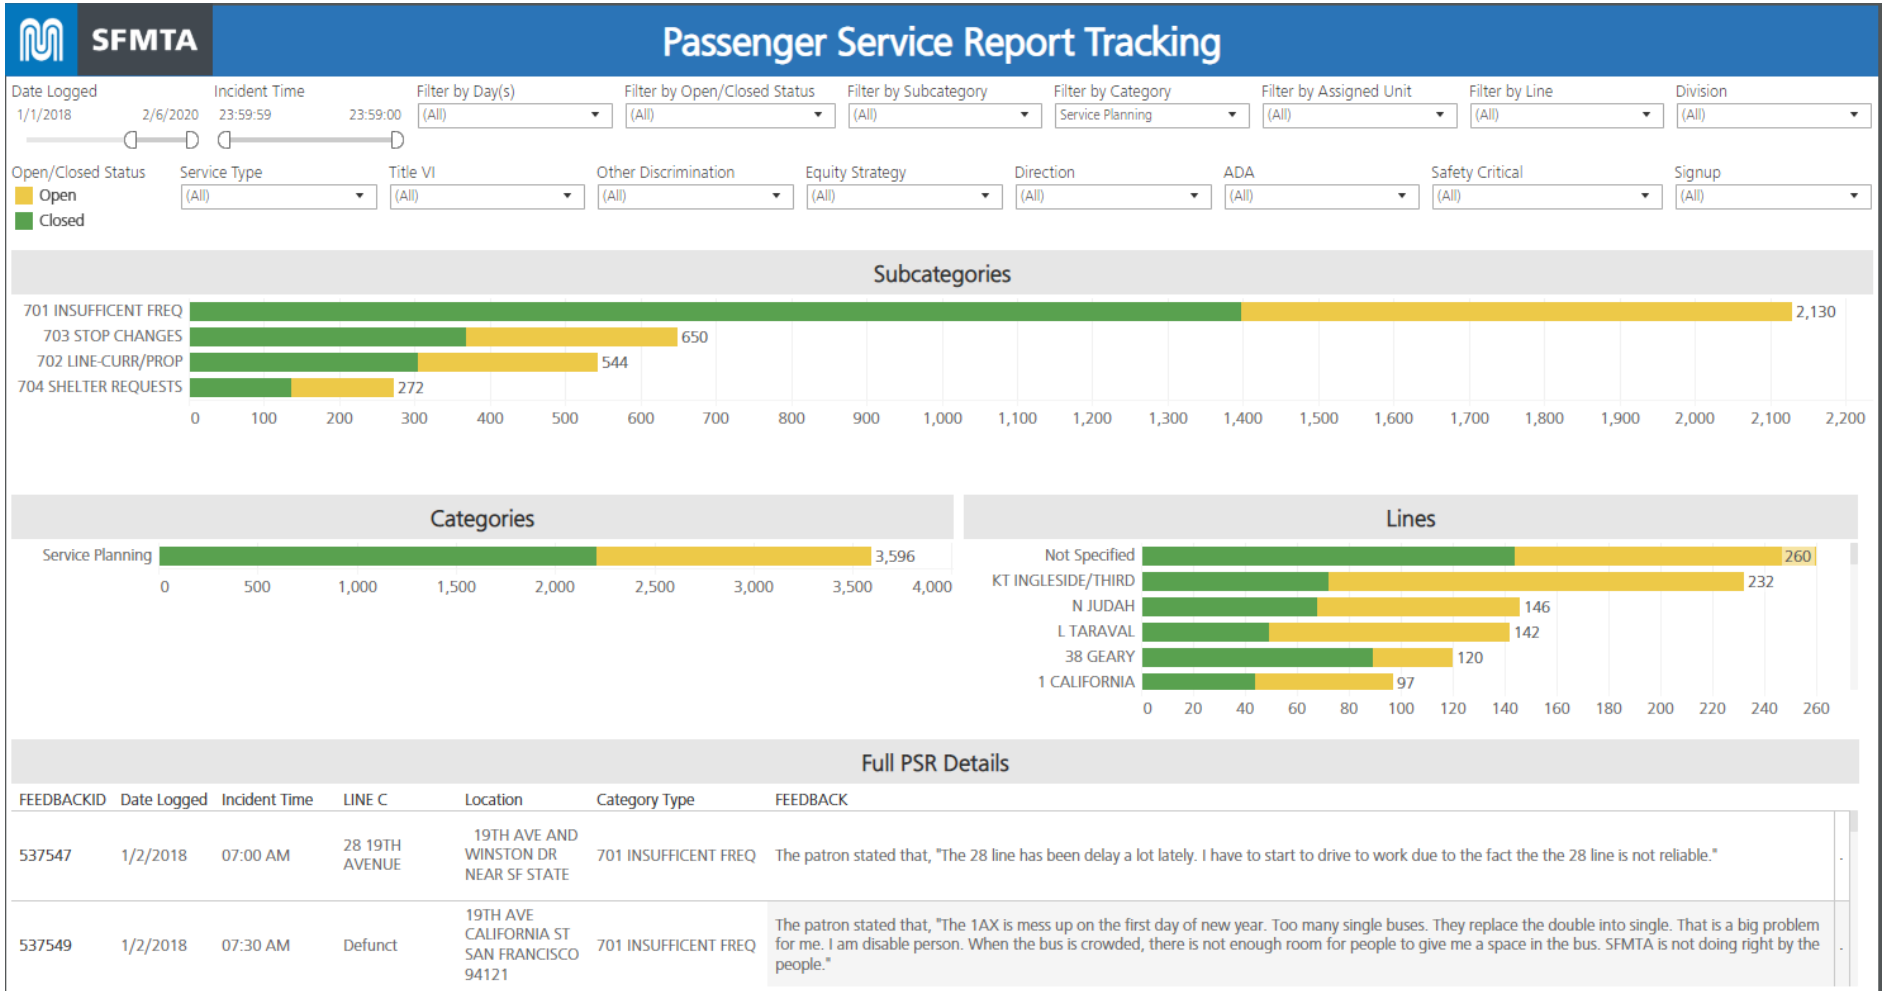 SFMTA
Passenger Service Report Tracking
Date Logged
1/1/2018 2/6/2020
Incident Time
23:59:59 23:59:00
Filter by Day(s)
(All)
Filter by Open/Closed Status
(All)
Filter by Subcategory
(All)
Filter by Category
Service Planning
Filter by Assigned Unit
(All)
Filter by Line
(All)
Division
(All)
Open/Closed Status
Open
Closed
Service Type
(All)
Title VI
(All)
Other Discrimination
(All)
Equity Strategy
(All)
Direction
(All)
ADA
(All)
Safety Critical
(All)
Signup
(All)
Subcategories
701 INSUFFICENT FREQ 2,130
703 STOP CHANGES 650
702 LINE-CURR/PROP 544
704 SHELTER REQUESTS 272
0 100 200 300 400 500 600 700 800 900 1,000 1,100 1,200 1,300 1,400 1,500 1,600 1,700 1,800 1,900 2,000 2,100 2,200
Categories
Service Planning 3,596
0 500 1,000 1,500 2,000 2,500 3,000 3,500 4,000
Lines
Not Specified 260
KT INGLESIDE/THIRD 232
N JUDAH 146
L TARAVAL 142
38 GEARY 120
1 CALIFORNIA 97
0 20 40 60 80 100 120 140 160 180 200 220 240 260
Full PSR Details
FEEDBACKID Date Logged Incident Time LINE C Location Category Type FEEDBACK
537547 1/2/2018 07:00 AM
28 19TH
AVENUE
19TH AVE AND
WINSTON DR
NEAR SF STATE
701 INSUFFICENT FREQ
The patron stated that, "The 28 line has been delay a lot lately. I have to start to drive to work due to the fact the the 28 line is not reliable." .
537549 1/2/2018 07:30 AM Defunct
19TH AVE
CALIFORNIA ST
SAN FRANCISCO
94121
701 INSUFFICENT FREQ
The patron stated that, "The 1AX is mess up on the first day of new year. Too many single buses. They replace the double into single. That is a big problem
for me. I am disable person. When the bus is crowded, there is not enough room for people to give me a space in the bus. SFMTA is not doing right by the .
people."